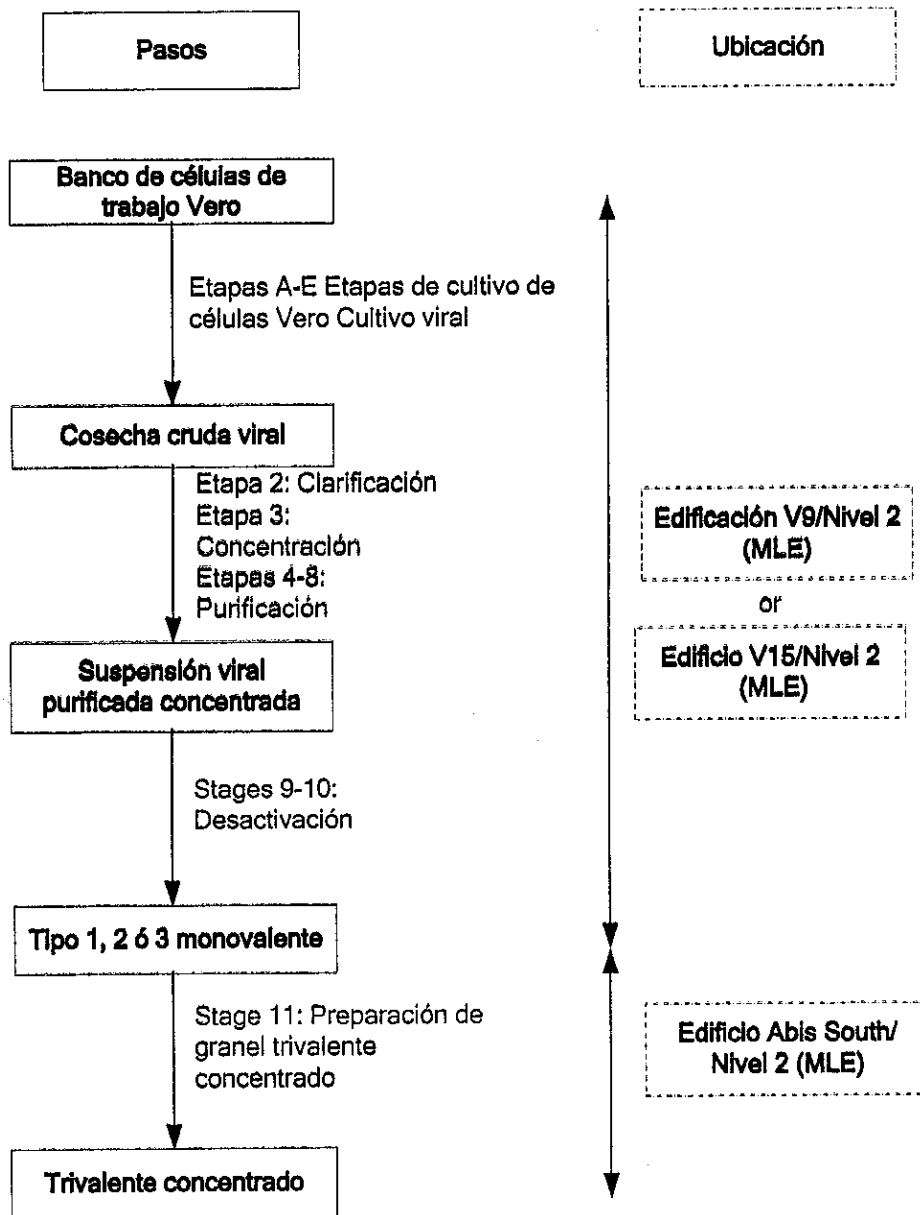 Pasos
Ubicación
Banco de células de
trabajo Vero
Etapas A-E Etapas de cultivo de
células Vero Cultivo viral
Cosecha cruda viral
Etapa 2: Clarificación
Etapa 3:
Concentración
Etapas 4-8:
Purificación
Edificación V9/Nivel 2
(MLE)
or
Edificio V15/Nivel 2
(MLE)
Suspensión viral
purificada concentrada
Stages 9-10:
Desactivación
Tipo 1, 2 ó 3 monovalente
Stage 11: Preparación de
granel trivalente
concentrado
Edificio Abis South/
Nivel 2 (MLE)
Trivalente concentrado